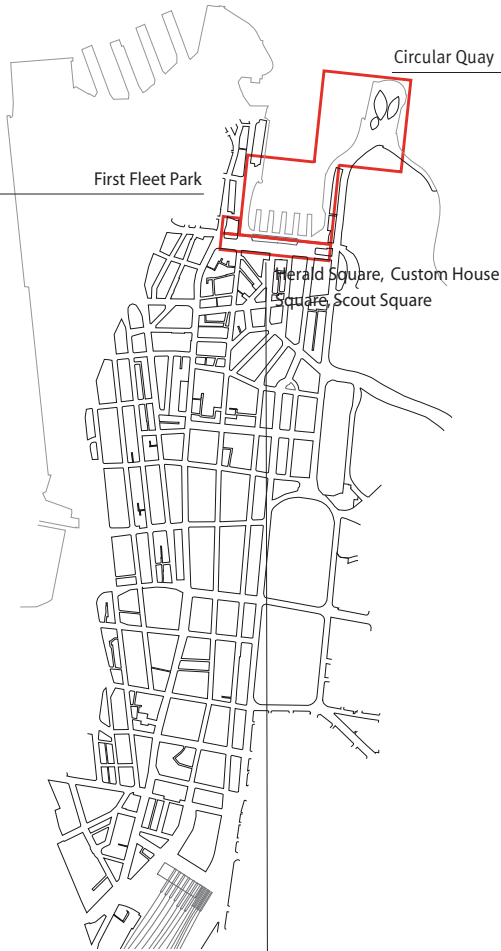 Circular Quay
First Fleet Park
Herald Square, Custom House
Square, Scout Square